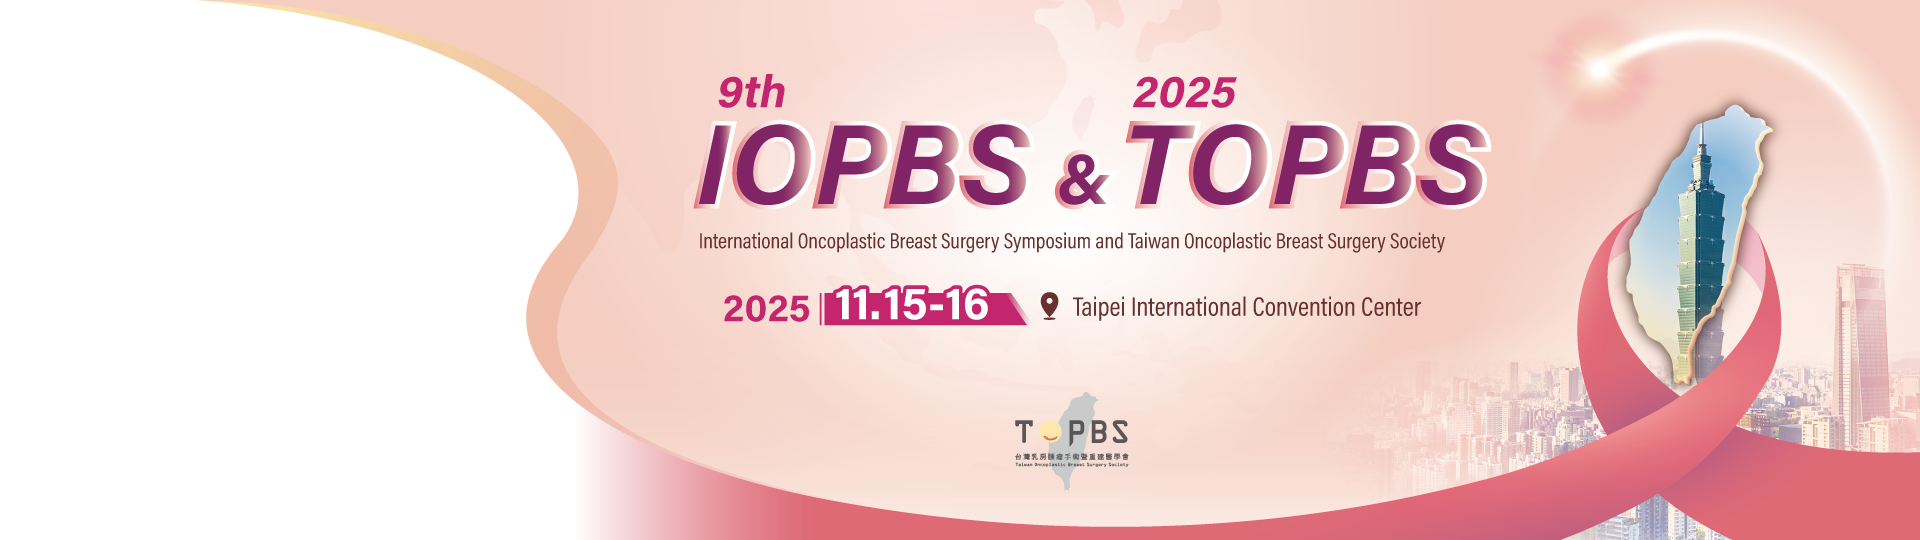 9th
IOPBS & 2025 TOPBS
International Oncoplastic Breast Surgery Symposium and Taiwan Oncoplastic Breast Surgery Society
2025 11.15-16 Taipei International Convention Center
TOPBS
台灣乳房腫瘤手術暨重建醫學會
Taiwan Oncoplastic Breast Surgery Society